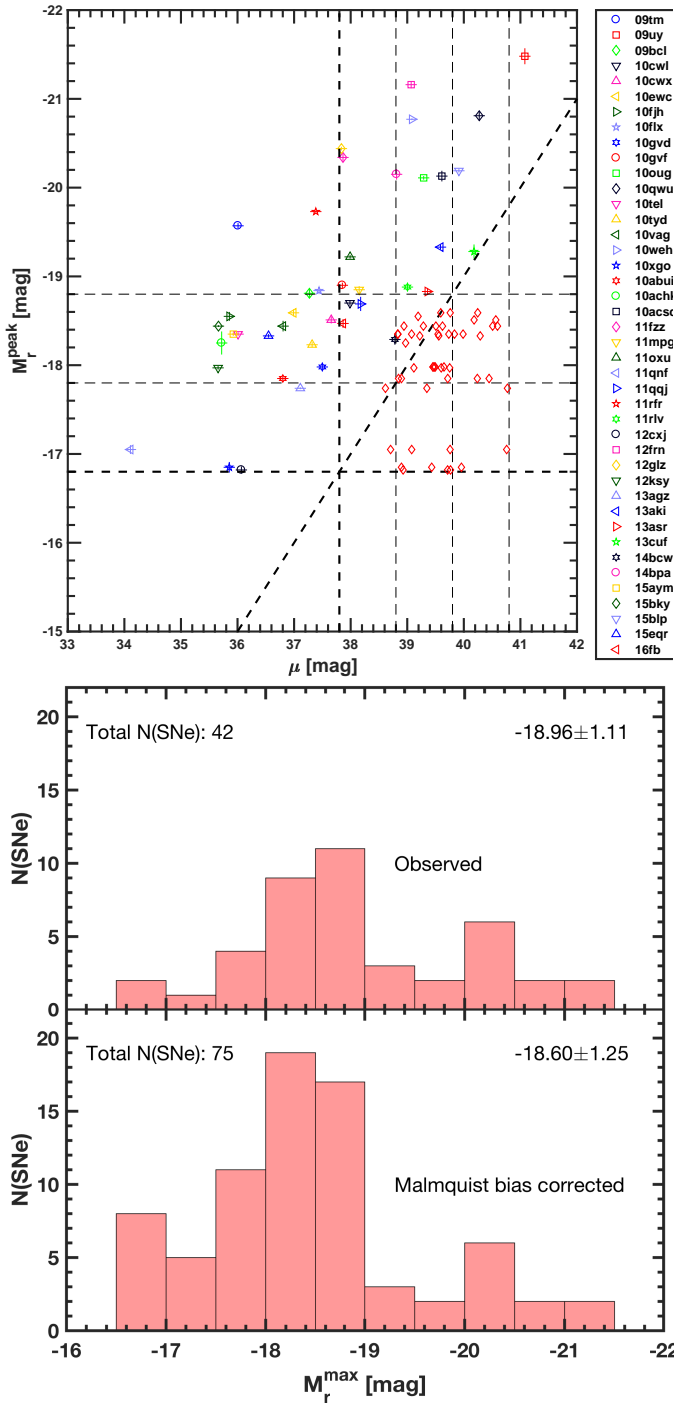 -22
-21
-20
-19
-18
-17
-16
-15
M_r^peak [mag]
33 34 35 36 37 38 39 40 41 42
μ [mag]
09tm
09uy
09bcl
10cwl
10cwx
10ewc
10fjh
10flx
10gvd
10gvf
10oug
10qwu
10tel
10tyd
10vag
10weh
10xgo
10abui
10achk
10acsq
11fzz
11mpg
11oxu
11qnf
11qqj
11rfr
11rlv
12cxj
12frn
12glz
12ksy
13agz
13aki
13asr
13cuf
14bcw
14bpa
15aym
15bky
15blp
15eqr
16fb
20
15
10
5
0
N(SNe)
Total N(SNe): 42
-18.96±1.11
Observed
20
15
10
5
0
N(SNe)
Total N(SNe): 75
-18.60±1.25
Malmquist bias corrected
-16 -17 -18 -19 -20 -21 -22
M_r^max [mag]